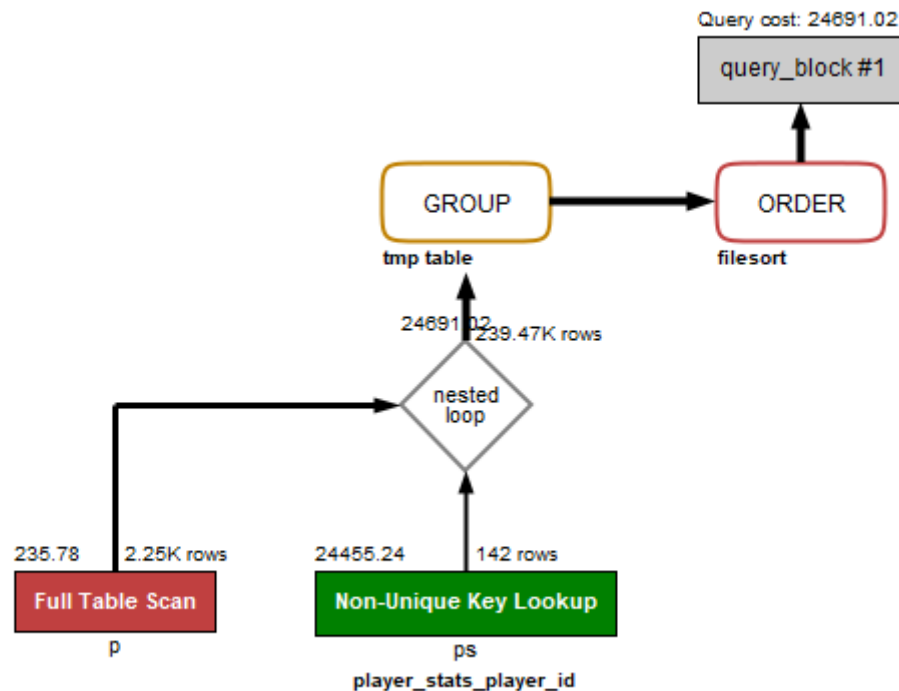 Query cost: 24691.02
query_block #1
GROUP
ORDER
tmp table
filesort
24691.02
239.47K rows
nested
loop
235.78
2.25K rows
24455.24
142 rows
Full Table Scan
Non-Unique Key Lookup
p
ps
player_stats_player_id